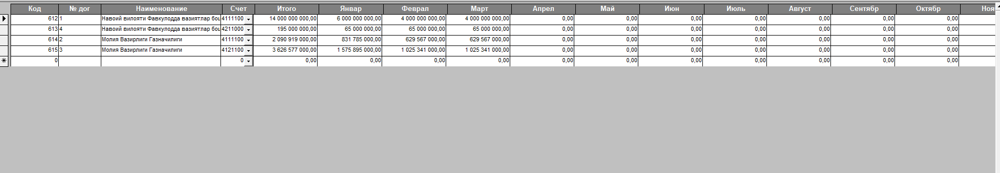 Код № дог Наименование Счет Итого Январ Феврал Март Апрел Май Июн Июль Август Сентябр Октябр Ноя
612 1 Навоий вилояти Фавкулодда вазиятлар бош 4111100 14 000 000 000,00 6 000 000 000,00 4 000 000 000,00 4 000 000 000,00 0,00 0,00 0,00 0,00 0,00 0,00 0,00
613 4 Навоий вилояти Фавкулодда вазиятлар бош 4211000 195 000 000,00 65 000 000,00 65 000 000,00 65 000 000,00 0,00 0,00 0,00 0,00 0,00 0,00 0,00
614 2 Молия Вазирлиги Газначилиги 4111100 2 090 919 000,00 831 785 000,00 629 567 000,00 629 567 000,00 0,00 0,00 0,00 0,00 0,00 0,00 0,00
615 3 Молия Вазирлиги Газначилиги 4121100 3 626 577 000,00 1 575 895 000,00 1 025 341 000,00 1 025 341 000,00 0,00 0,00 0,00 0,00 0,00 0,00 0,00
0 0 0,00 0,00 0,00 0,00 0,00 0,00 0,00 0,00 0,00 0,00 0,00